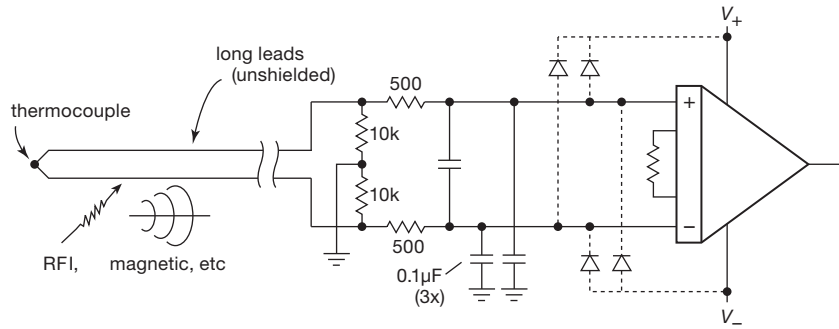 V+
long leads
(unshielded)
500
thermocouple
+
10k
10k
−
500
RFI,
magnetic, etc
0.1µF
(3x)
V−